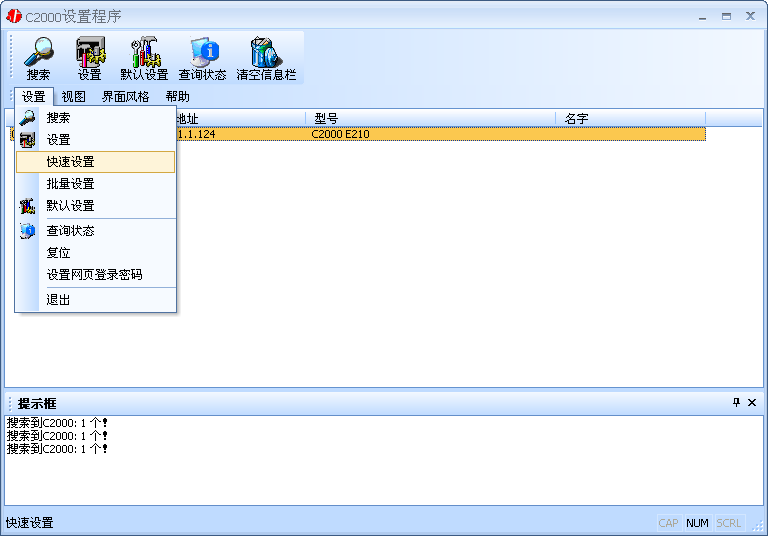 C2000设置程序
搜索 设置 默认设置 查询状态 清空信息栏
设置 视图 界面风格 帮助
地址 型号 名字
1.1.124 C2000 E210
搜索
设置
快速设置
批量设置
默认设置
查询状态
复位
设置网页登录密码
退出
提示框
搜索到C2000: 1 个!
搜索到C2000: 1 个!
搜索到C2000: 1 个!
快速设置 CAP NUM SCRL